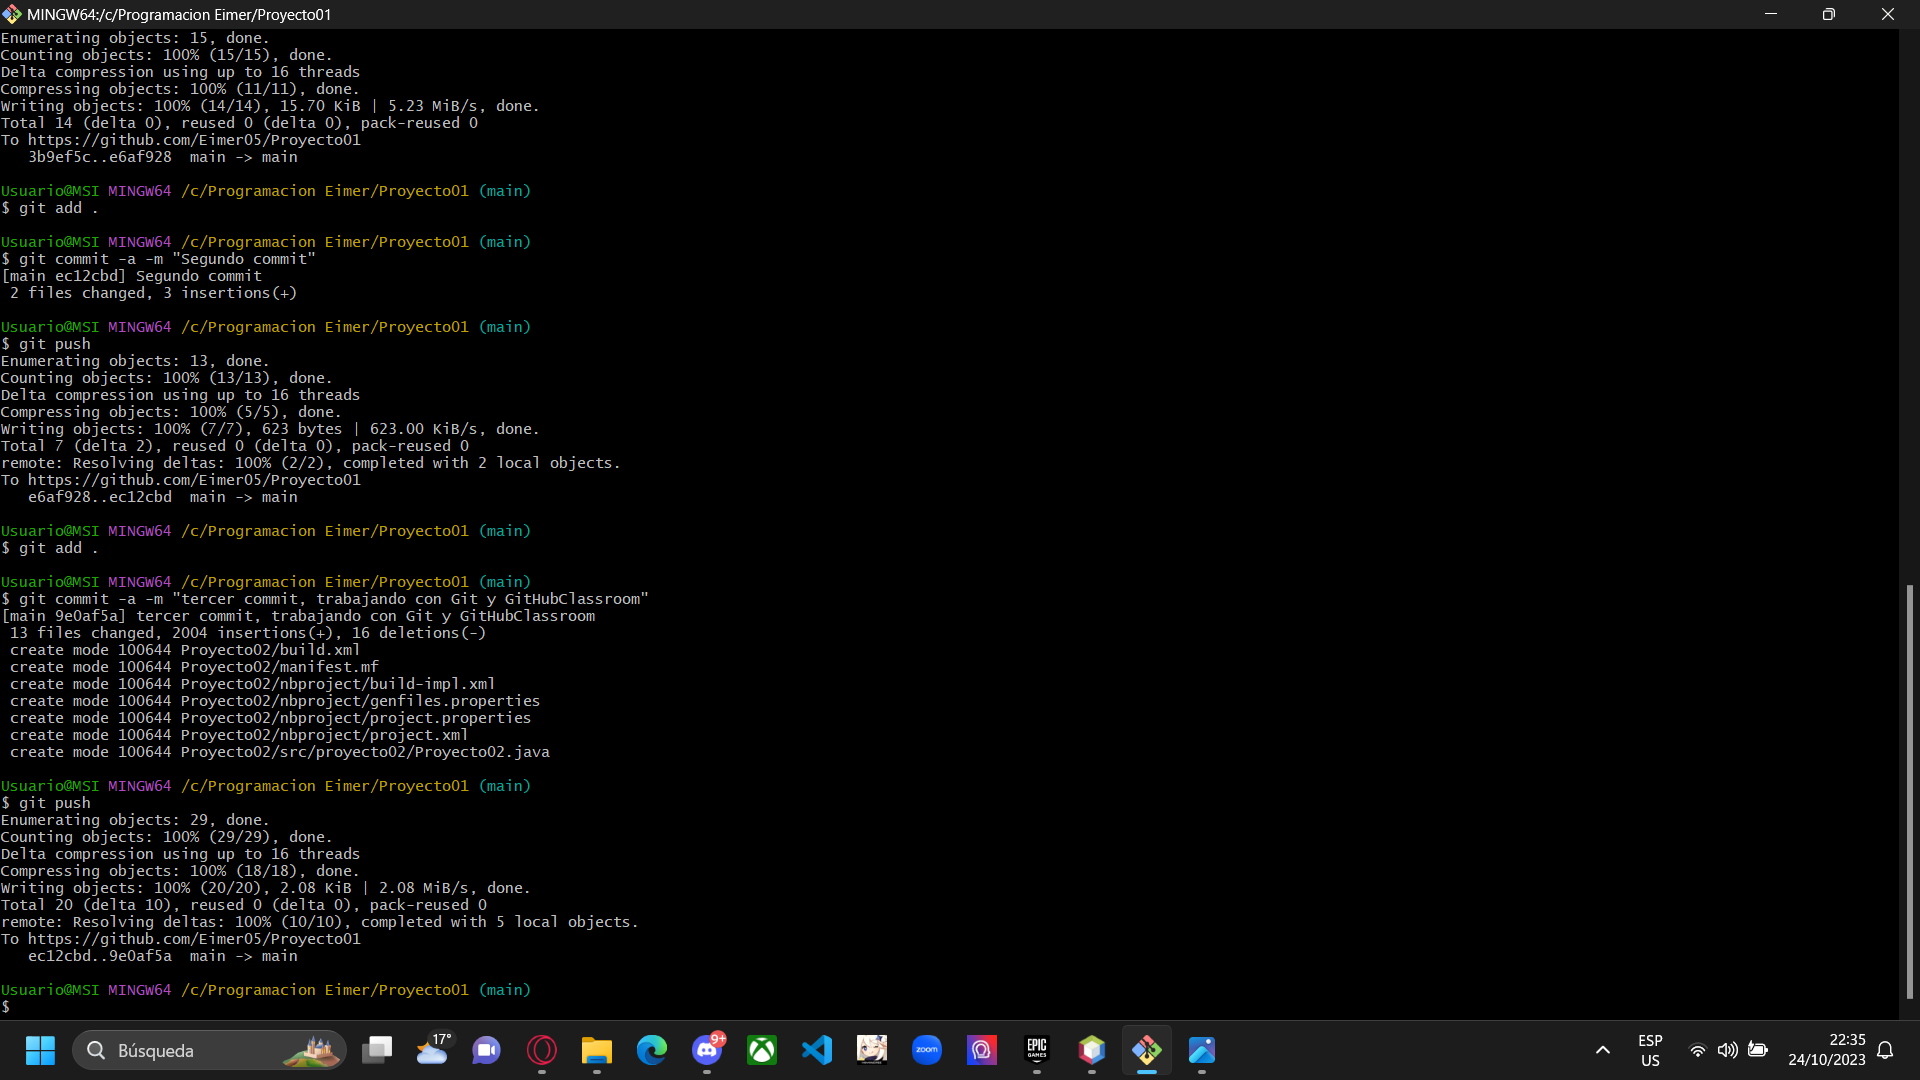 MINGW64:/c/Programacion Eimer/Proyecto01
Enumerating objects: 15, done.
Counting objects: 100% (15/15), done.
Delta compression using up to 16 threads
Compressing objects: 100% (11/11), done.
Writing objects: 100% (14/14), 15.70 KiB | 5.23 MiB/s, done.
Total 14 (delta 0), reused 0 (delta 0), pack-reused 0
To https://github.com/Eimer05/Proyecto01
   3b9ef5c..e6af928  main -> main
Usuario@MSI MINGW64 /c/Programacion Eimer/Proyecto01 (main)
$ git add .
Usuario@MSI MINGW64 /c/Programacion Eimer/Proyecto01 (main)
$ git commit -a -m "Segundo commit"
[main ec12cbd] Segundo commit
 2 files changed, 3 insertions(+)
Usuario@MSI MINGW64 /c/Programacion Eimer/Proyecto01 (main)
$ git push
Enumerating objects: 13, done.
Counting objects: 100% (13/13), done.
Delta compression using up to 16 threads
Compressing objects: 100% (5/5), done.
Writing objects: 100% (7/7), 623 bytes | 623.00 KiB/s, done.
Total 7 (delta 2), reused 0 (delta 0), pack-reused 0
remote: Resolving deltas: 100% (2/2), completed with 2 local objects.
To https://github.com/Eimer05/Proyecto01
   e6af928..ec12cbd  main -> main
Usuario@MSI MINGW64 /c/Programacion Eimer/Proyecto01 (main)
$ git add .
Usuario@MSI MINGW64 /c/Programacion Eimer/Proyecto01 (main)
$ git commit -a -m "tercer commit, trabajando con Git y GitHubClassroom"
[main 9e0af5a] tercer commit, trabajando con Git y GitHubClassroom
 13 files changed, 2004 insertions(+), 16 deletions(-)
 create mode 100644 Proyecto02/build.xml
 create mode 100644 Proyecto02/manifest.mf
 create mode 100644 Proyecto02/nbproject/build-impl.xml
 create mode 100644 Proyecto02/nbproject/genfiles.properties
 create mode 100644 Proyecto02/nbproject/project.properties
 create mode 100644 Proyecto02/nbproject/project.xml
 create mode 100644 Proyecto02/src/proyecto02/Proyecto02.java
Usuario@MSI MINGW64 /c/Programacion Eimer/Proyecto01 (main)
$ git push
Enumerating objects: 29, done.
Counting objects: 100% (29/29), done.
Delta compression using up to 16 threads
Compressing objects: 100% (18/18), done.
Writing objects: 100% (20/20), 2.08 KiB | 2.08 MiB/s, done.
Total 20 (delta 10), reused 0 (delta 0), pack-reused 0
remote: Resolving deltas: 100% (10/10), completed with 5 local objects.
To https://github.com/Eimer05/Proyecto01
   ec12cbd..9e0af5a  main -> main
Usuario@MSI MINGW64 /c/Programacion Eimer/Proyecto01 (main)
$
Búsqueda
17°
9+
zoom
EPIC
GAMES
ESP
US
22:35
24/10/2023